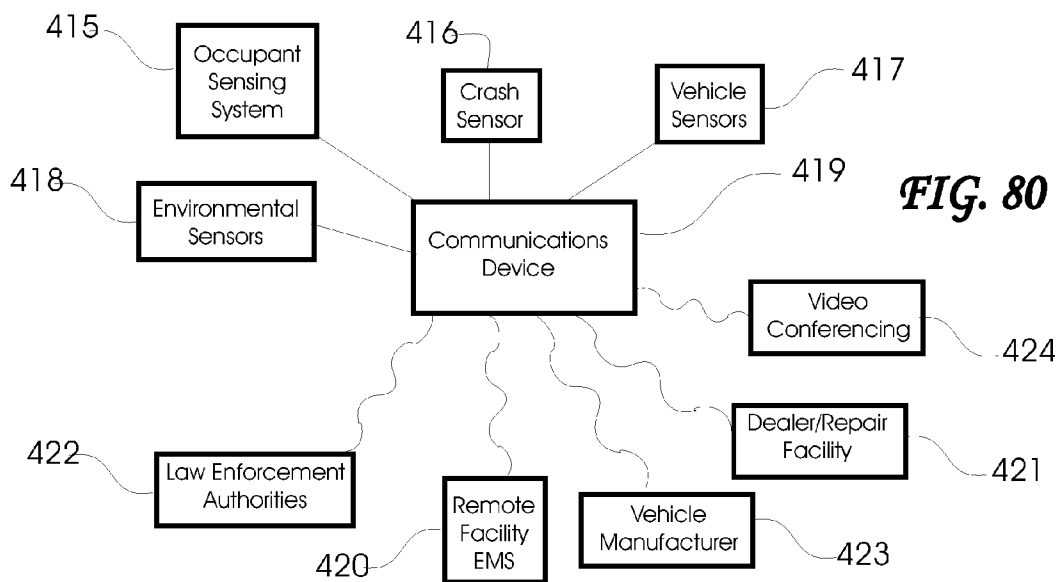 415
Occupant
Sensing
System
416
Crash
Sensor
Vehicle
Sensors
417
418
Environmental
Sensors
419
Communications
Device
FIG. 80
Video
Conferencing
424
Dealer/Repair
Facility
421
422
Law Enforcement
Authorities
420
Remote
Facility
EMS
Vehicle
Manufacturer
423